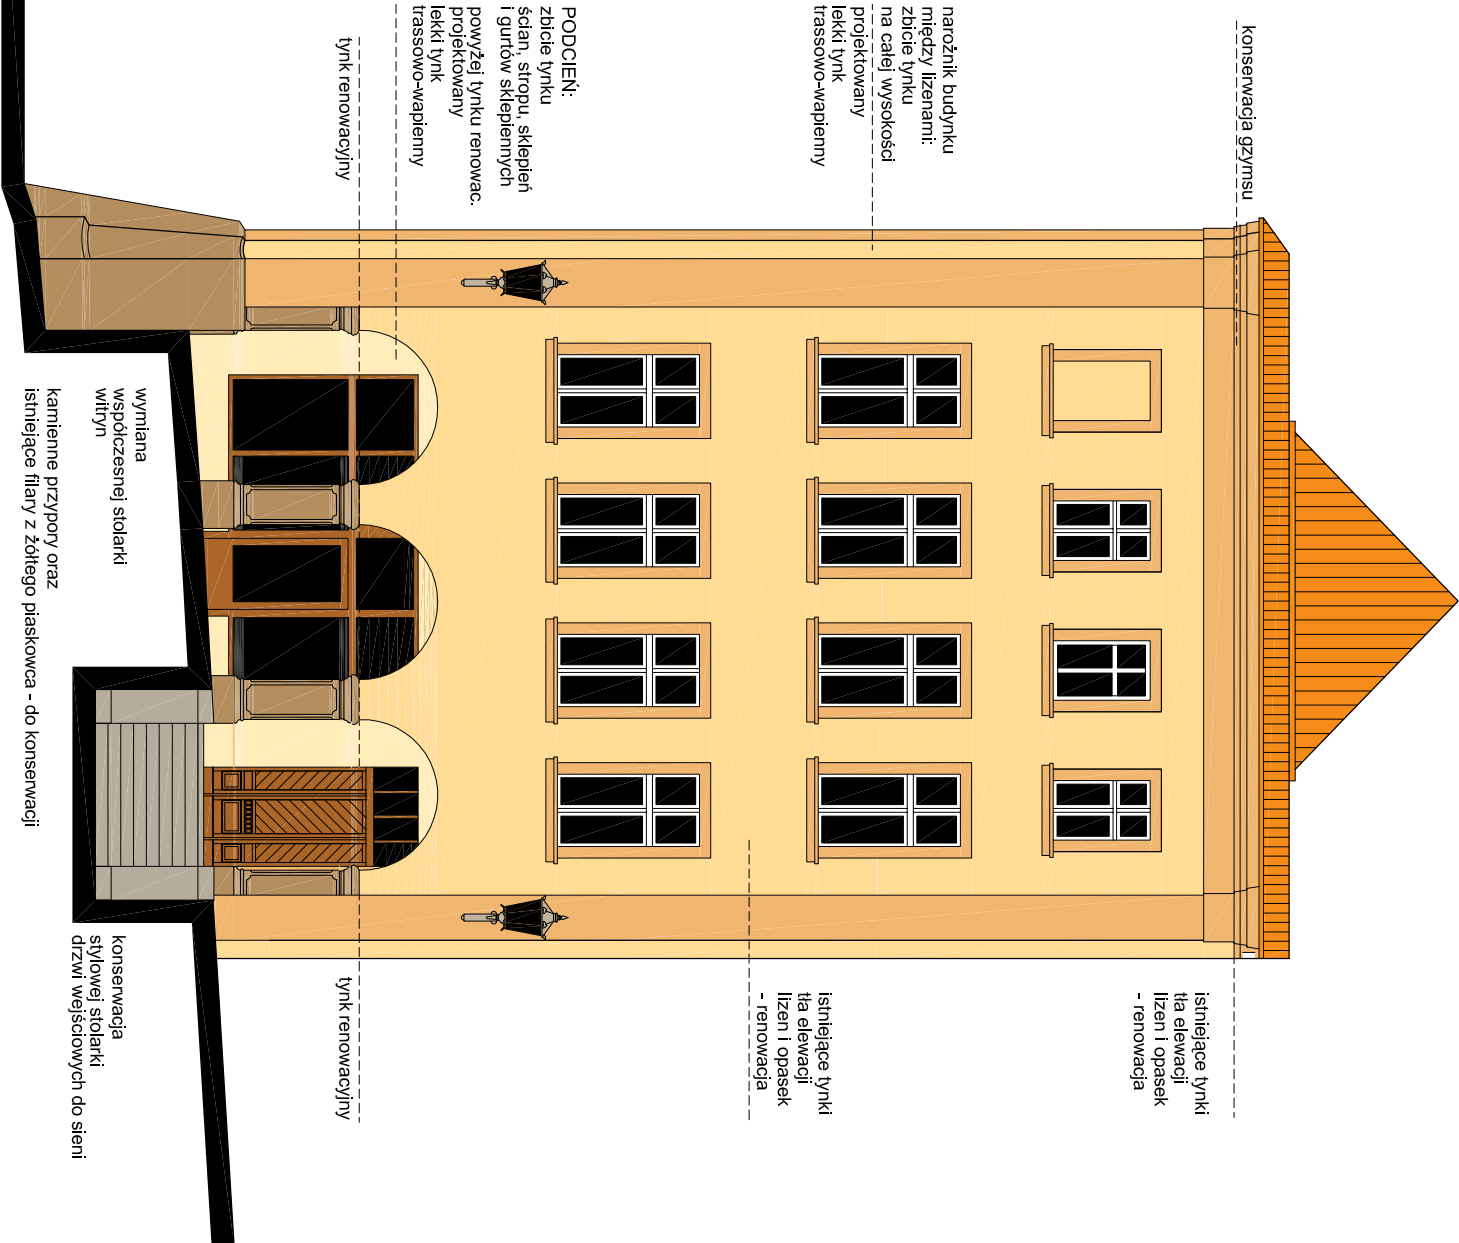 konserwacja gzymsu
narożnik budynku
między lizenami:
zbicie tynku
na całej wysokości
projektowany
lekki tynk
trassowo-wapienny
PODCIEŃ:
zbicie tynku
ścian, stropu, sklepień
i gurtów sklepiennych
powyżej tynku renowac.
projektowany
lekki tynk
trassowo-wapienny
tynk renowacyjny
wymiana
współczesnej stolarki
witryn
kamienne przypory oraz
istniejące filary z żółtego piaskowca - do konserwacji
istniejące tynki
tła elewacji
lizen i opasek
- renowacja
istniejące tynki
tła elewacji
lizen i opasek
- renowacja
tynk renowacyjny
konserwacja
stylowej stolarki
drzwi wejściowych do sieni